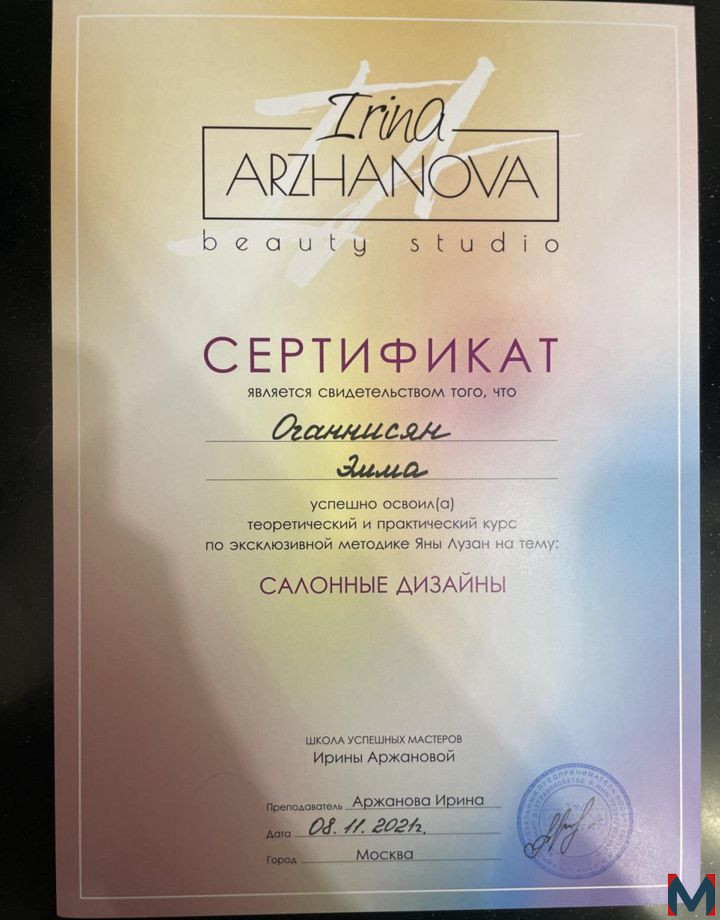 Irina
ARZHANOVA
beauty studio
СЕРТИФИКАТ
является свидетельством того, что
Оганнисян
Эмма
успешно освоил(а)
теоретический и практический курс
по эксклюзивной методике Яны Лузан на тему:
САЛОННЫЕ ДИЗАЙНЫ
ШКОЛА УСПЕШНЫХ МАСТЕРОВ
Ирины Аржановой
Преподаватель Аржанова Ирина
Дата 08.11.2021г.
Город Москва
M